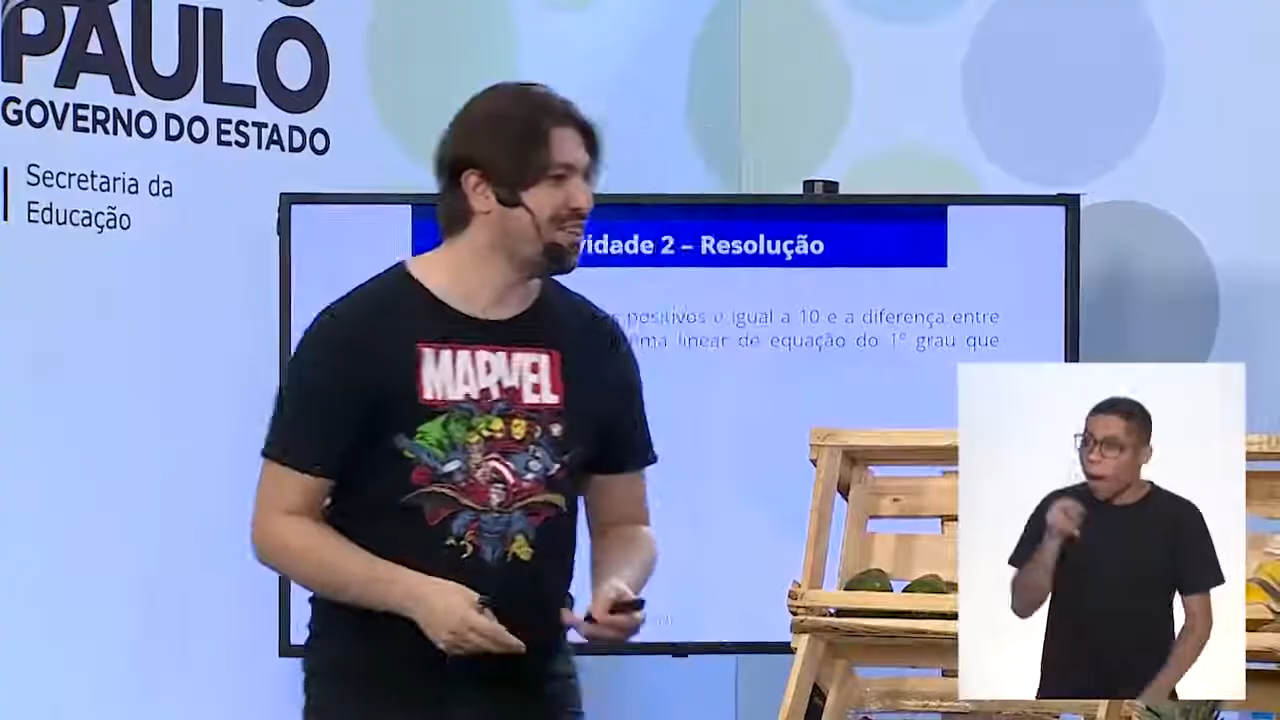 PAULO
GOVERNO DO ESTADO
Secretaria da
Educação
vidade 2 – Resolução
positivos é igual a 10 e a diferença entre
ma linear de equação do 1º grau que
MARVEL